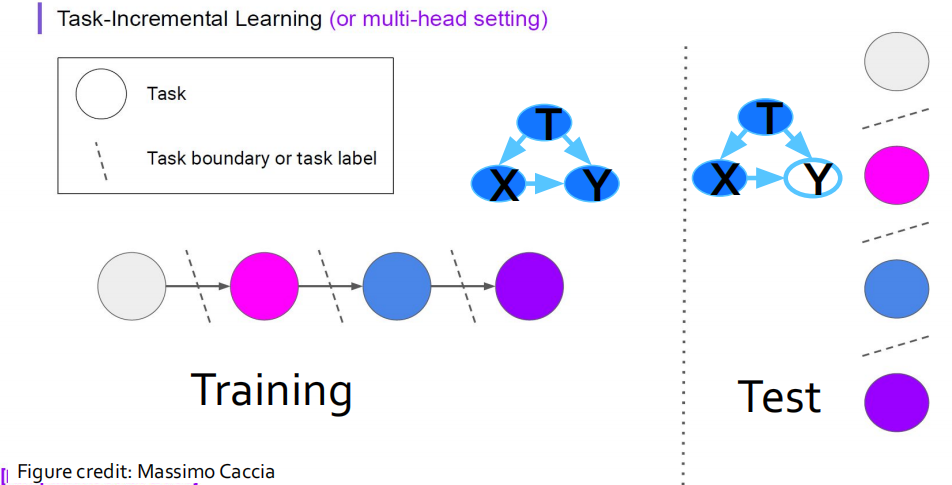 Task-Incremental Learning (or multi-head setting)
Task
Task boundary or task label
T
X
Y
T
X
Y
Training
Test
Figure credit: Massimo Caccia